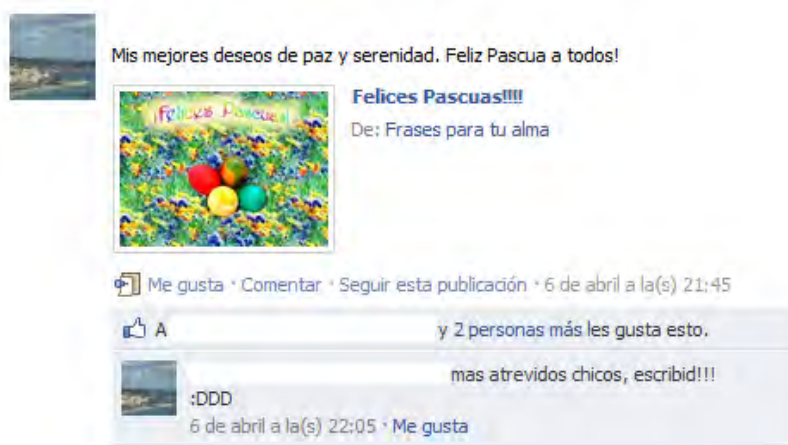 Mis mejores deseos de paz y serenidad. Feliz Pascua a todos!
¡Felices Pascuas!
Felices Pascuas!!!!
De: Frases para tu alma
Me gusta · Comentar · Seguir esta publicación · 6 de abril a la(s) 21:45
A y 2 personas más les gusta esto.
mas atrevidos chicos, escribid!!!
:DDD
6 de abril a la(s) 22:05 · Me gusta